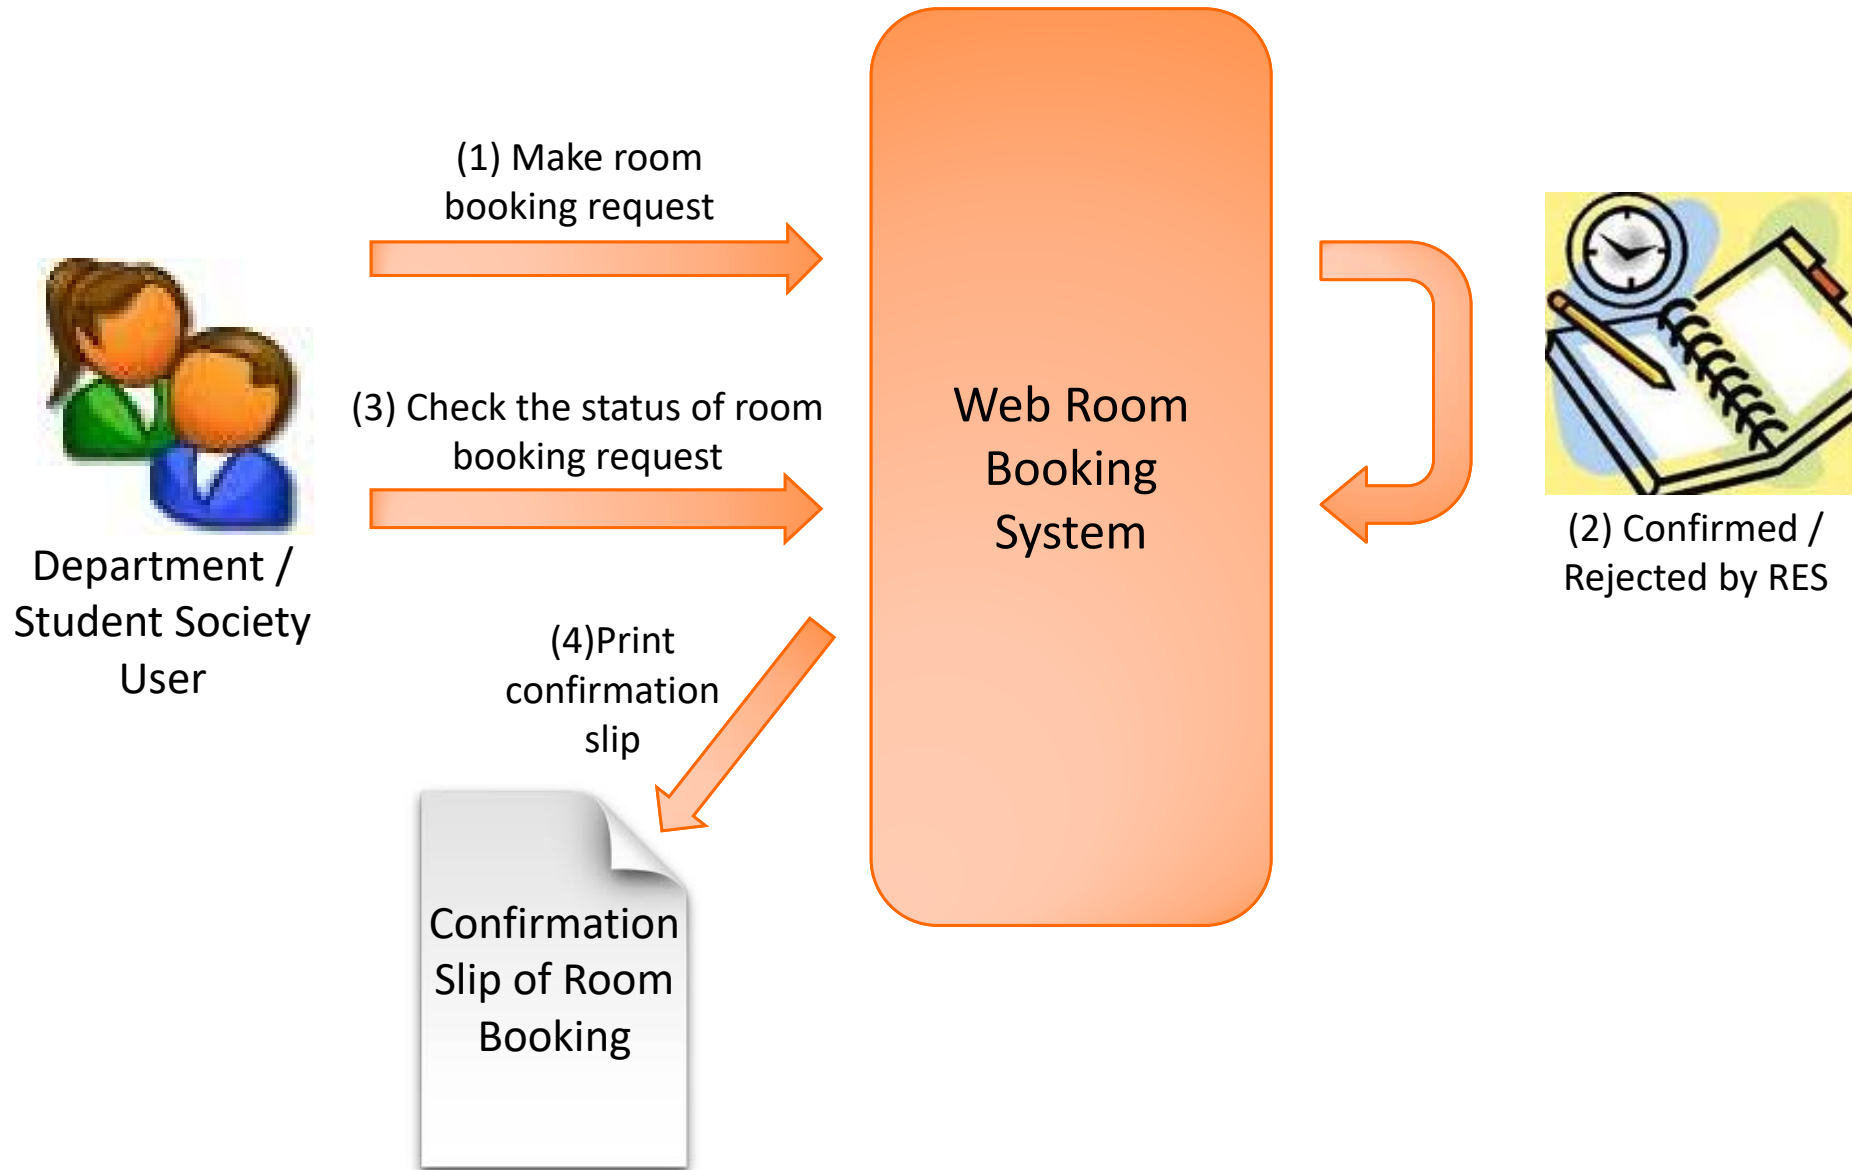 (1) Make room
booking request
(3) Check the status of room
booking request
Department /
Student Society
User
Web Room
Booking
System
(2) Confirmed /
Rejected by RES
(4)Print
confirmation
slip
Confirmation
Slip of Room
Booking